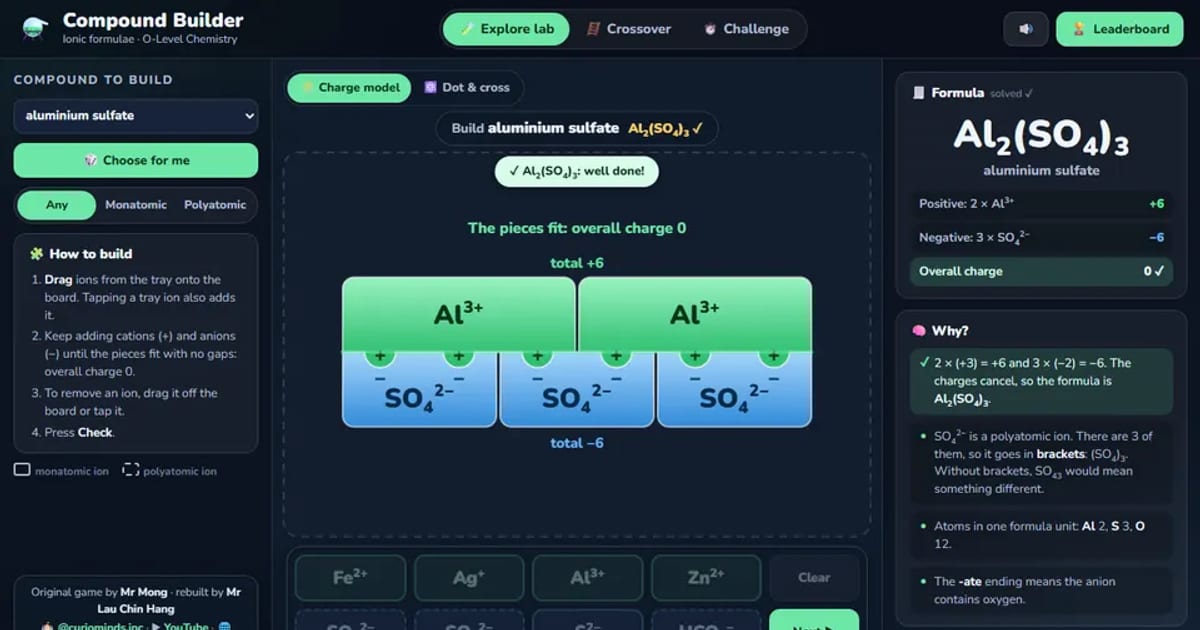 Compound Builder
Ionic formulae · O-Level Chemistry
Explore lab
Crossover
Challenge
Leaderboard
COMPOUND TO BUILD
aluminium sulfate
Choose for me
Any
Monatomic
Polyatomic
How to build
1. Drag ions from the tray onto the
board. Tapping a tray ion also adds
it.
2. Keep adding cations (+) and anions
(−) until the pieces fit with no gaps:
overall charge 0.
3. To remove an ion, drag it off the
board or tap it.
4. Press Check.
monatomic ion
polyatomic ion
Original game by Mr Mong · rebuilt by Mr
Lau Chin Hang
@curiominds.inc · ▶ YouTube ·
Charge model
Dot & cross
Build aluminium sulfate Al₂(SO₄)₃ ✓
✓ Al₂(SO₄)₃: well done!
The pieces fit: overall charge 0
total +6
Al³⁺ Al³⁺
+ + + + + +
− − − − − −
SO₄²⁻ SO₄²⁻ SO₄²⁻
total −6
Fe²⁺ Ag⁺ Al³⁺ Zn²⁺ Clear
Formula solved ✓
Al₂(SO₄)₃
aluminium sulfate
Positive: 2 × Al³⁺ +6
Negative: 3 × SO₄²⁻ −6
Overall charge 0 ✓
Why?
✓ 2 × (+3) = +6 and 3 × (−2) = −6. The
charges cancel, so the formula is
Al₂(SO₄)₃.
• SO₄²⁻ is a polyatomic ion. There are 3 of
them, so it goes in brackets: (SO₄)₃.
Without brackets, SO₄₃ would mean
something different.
• Atoms in one formula unit: Al 2, S 3, O
12.
• The -ate ending means the anion
contains oxygen.